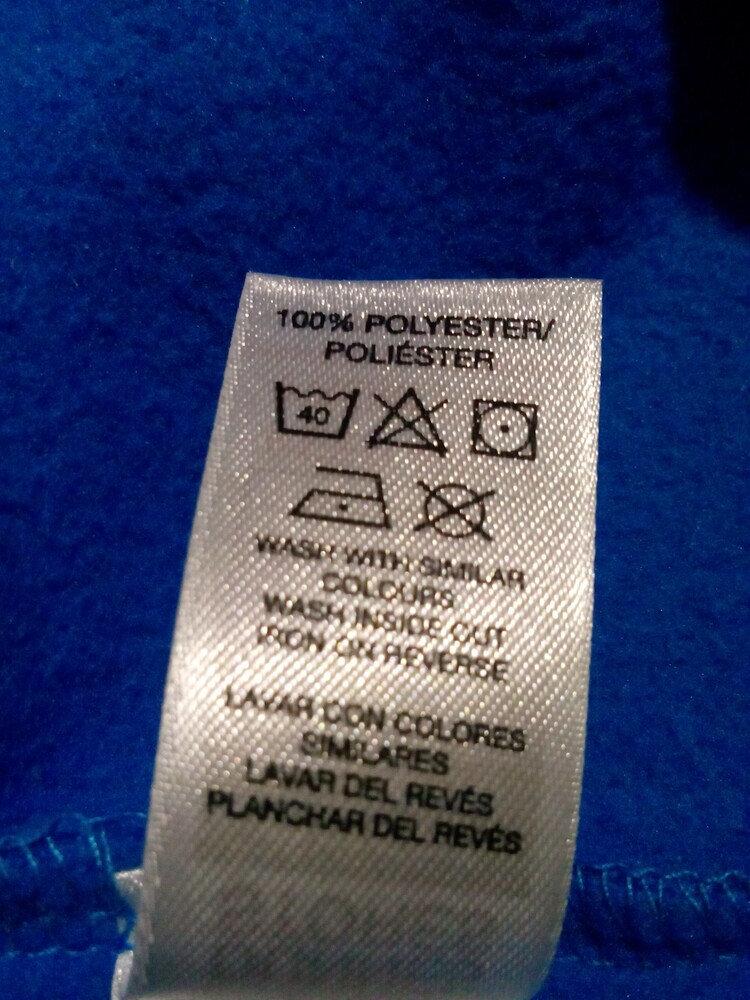 100% POLYESTER/
POLIÉSTER
40
WASH WITH SIMILAR
COLOURS
WASH INSIDE OUT
IRON ON REVERSE
LAVAR CON COLORES
SIMILARES
LAVAR DEL REVÉS
PLANCHAR DEL REVÉS